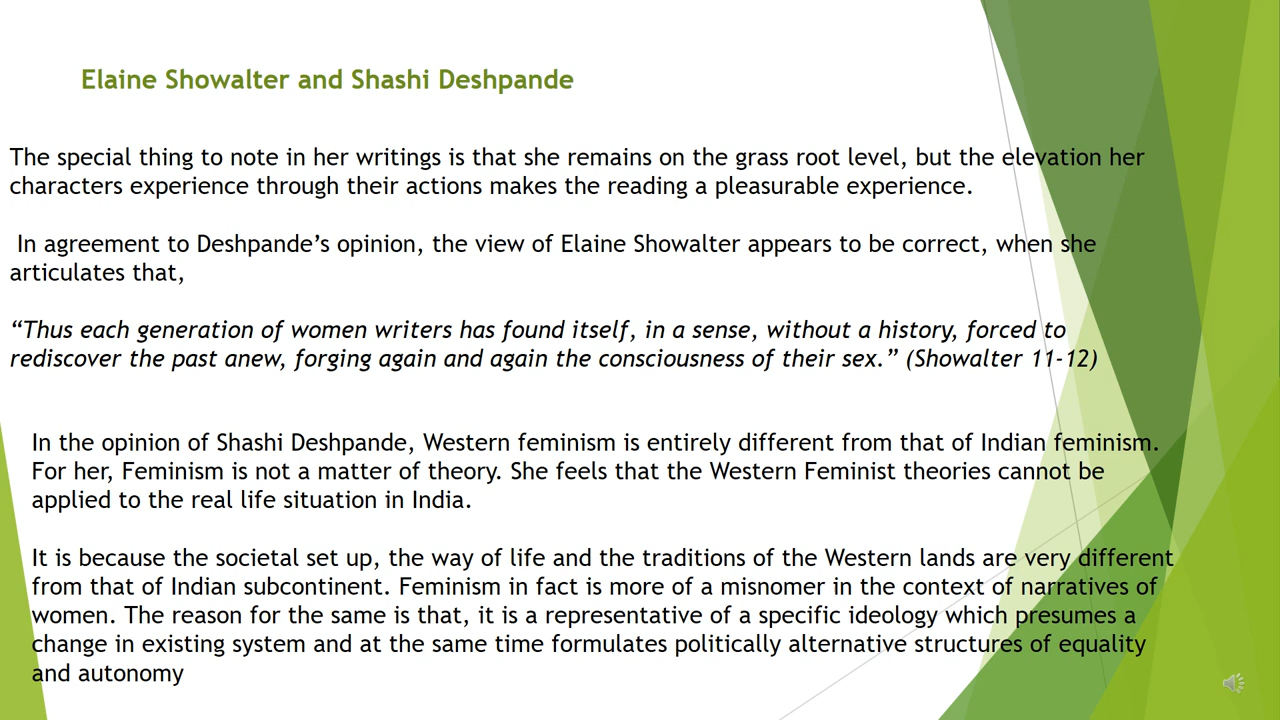 Elaine Showalter and Shashi Deshpande
The special thing to note in her writings is that she remains on the grass root level, but the elevation her
characters experience through their actions makes the reading a pleasurable experience.
In agreement to Deshpande’s opinion, the view of Elaine Showalter appears to be correct, when she
articulates that,
“Thus each generation of women writers has found itself, in a sense, without a history, forced to
rediscover the past anew, forging again and again the consciousness of their sex.” (Showalter 11-12)
In the opinion of Shashi Deshpande, Western feminism is entirely different from that of Indian feminism.
For her, Feminism is not a matter of theory. She feels that the Western Feminist theories cannot be
applied to the real life situation in India.
It is because the societal set up, the way of life and the traditions of the Western lands are very different
from that of Indian subcontinent. Feminism in fact is more of a misnomer in the context of narratives of
women. The reason for the same is that, it is a representative of a specific ideology which presumes a
change in existing system and at the same time formulates politically alternative structures of equality
and autonomy